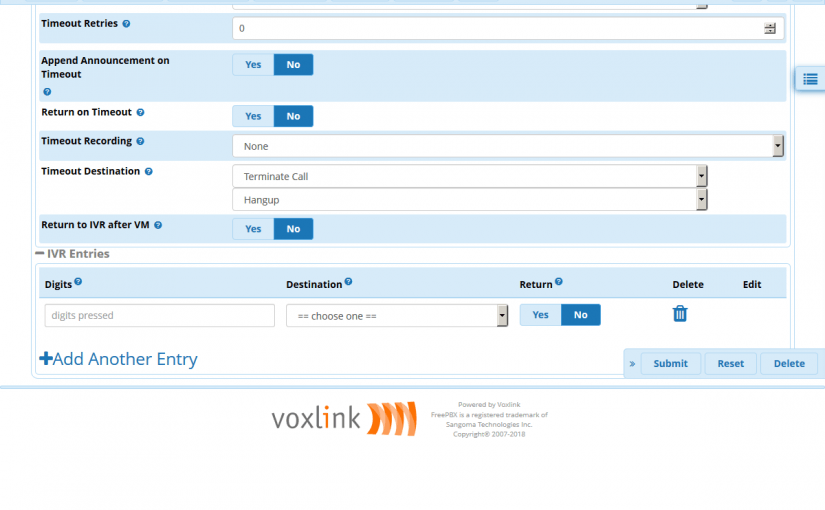 Timeout Retries
0
Append Announcement on
Timeout
Yes No
Return on Timeout
Yes No
Timeout Recording
None
Timeout Destination
Terminate Call
Hangup
Return to IVR after VM
Yes No
IVR Entries
Digits Destination Return Delete Edit
digits pressed == choose one == Yes No
Add Another Entry
» Submit Reset Delete
voxlink
Powered by Voxlink
FreePBX is a registered trademark of
Sangoma Technologies Inc.
Copyright© 2007-2018